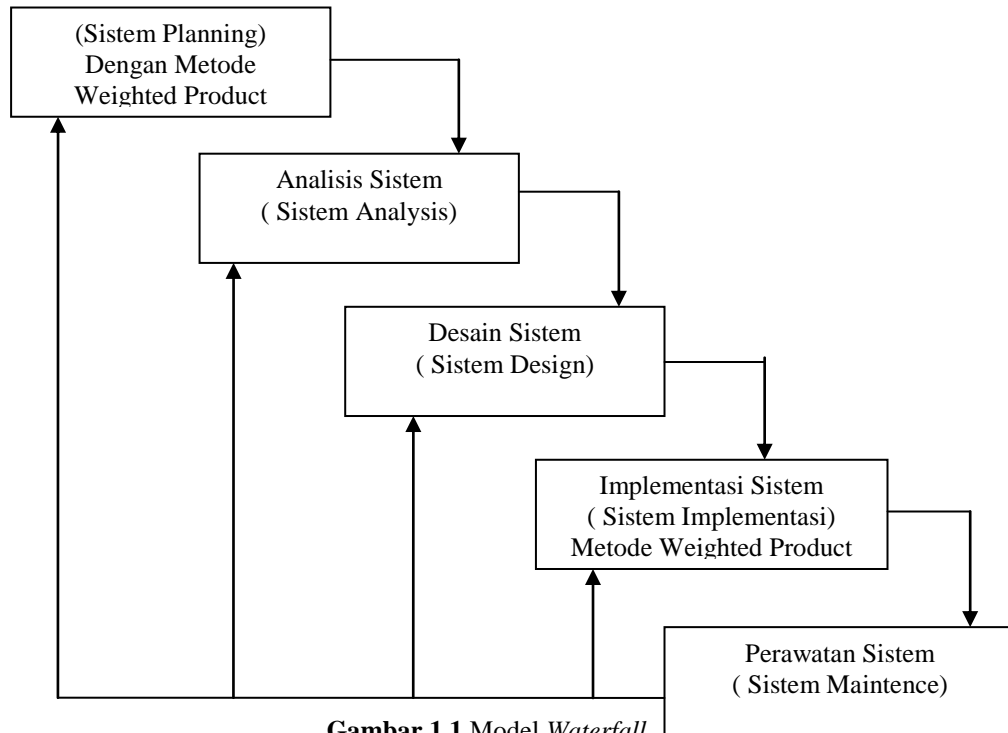 (Sistem Planning)
Dengan Metode
Weighted Product
Analisis Sistem
( Sistem Analysis)
Desain Sistem
( Sistem Design)
Implementasi Sistem
( Sistem Implementasi)
Metode Weighted Product
Perawatan Sistem
( Sistem Maintence)
Gambar 1.1 Model Waterfall